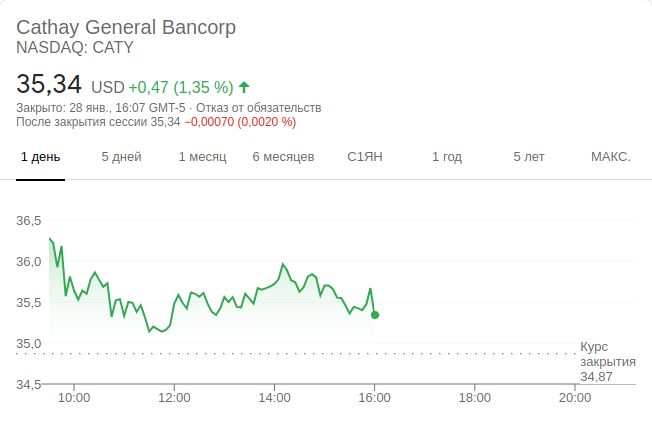 Cathay General Bancorp
NASDAQ: CATY
35,34 USD +0,47 (1,35 %)
Закрыто: 28 янв., 16:07 GMT-5 · Отказ от обязательств
После закрытия сессии 35,34 −0,00070 (0,0020 %)
1 день 5 дней 1 месяц 6 месяцев С1ЯН 1 год 5 лет МАКС.
36,5
36,0
35,5
35,0
Курс
закрытия
34,87
34,5
10:00 12:00 14:00 16:00 18:00 20:00